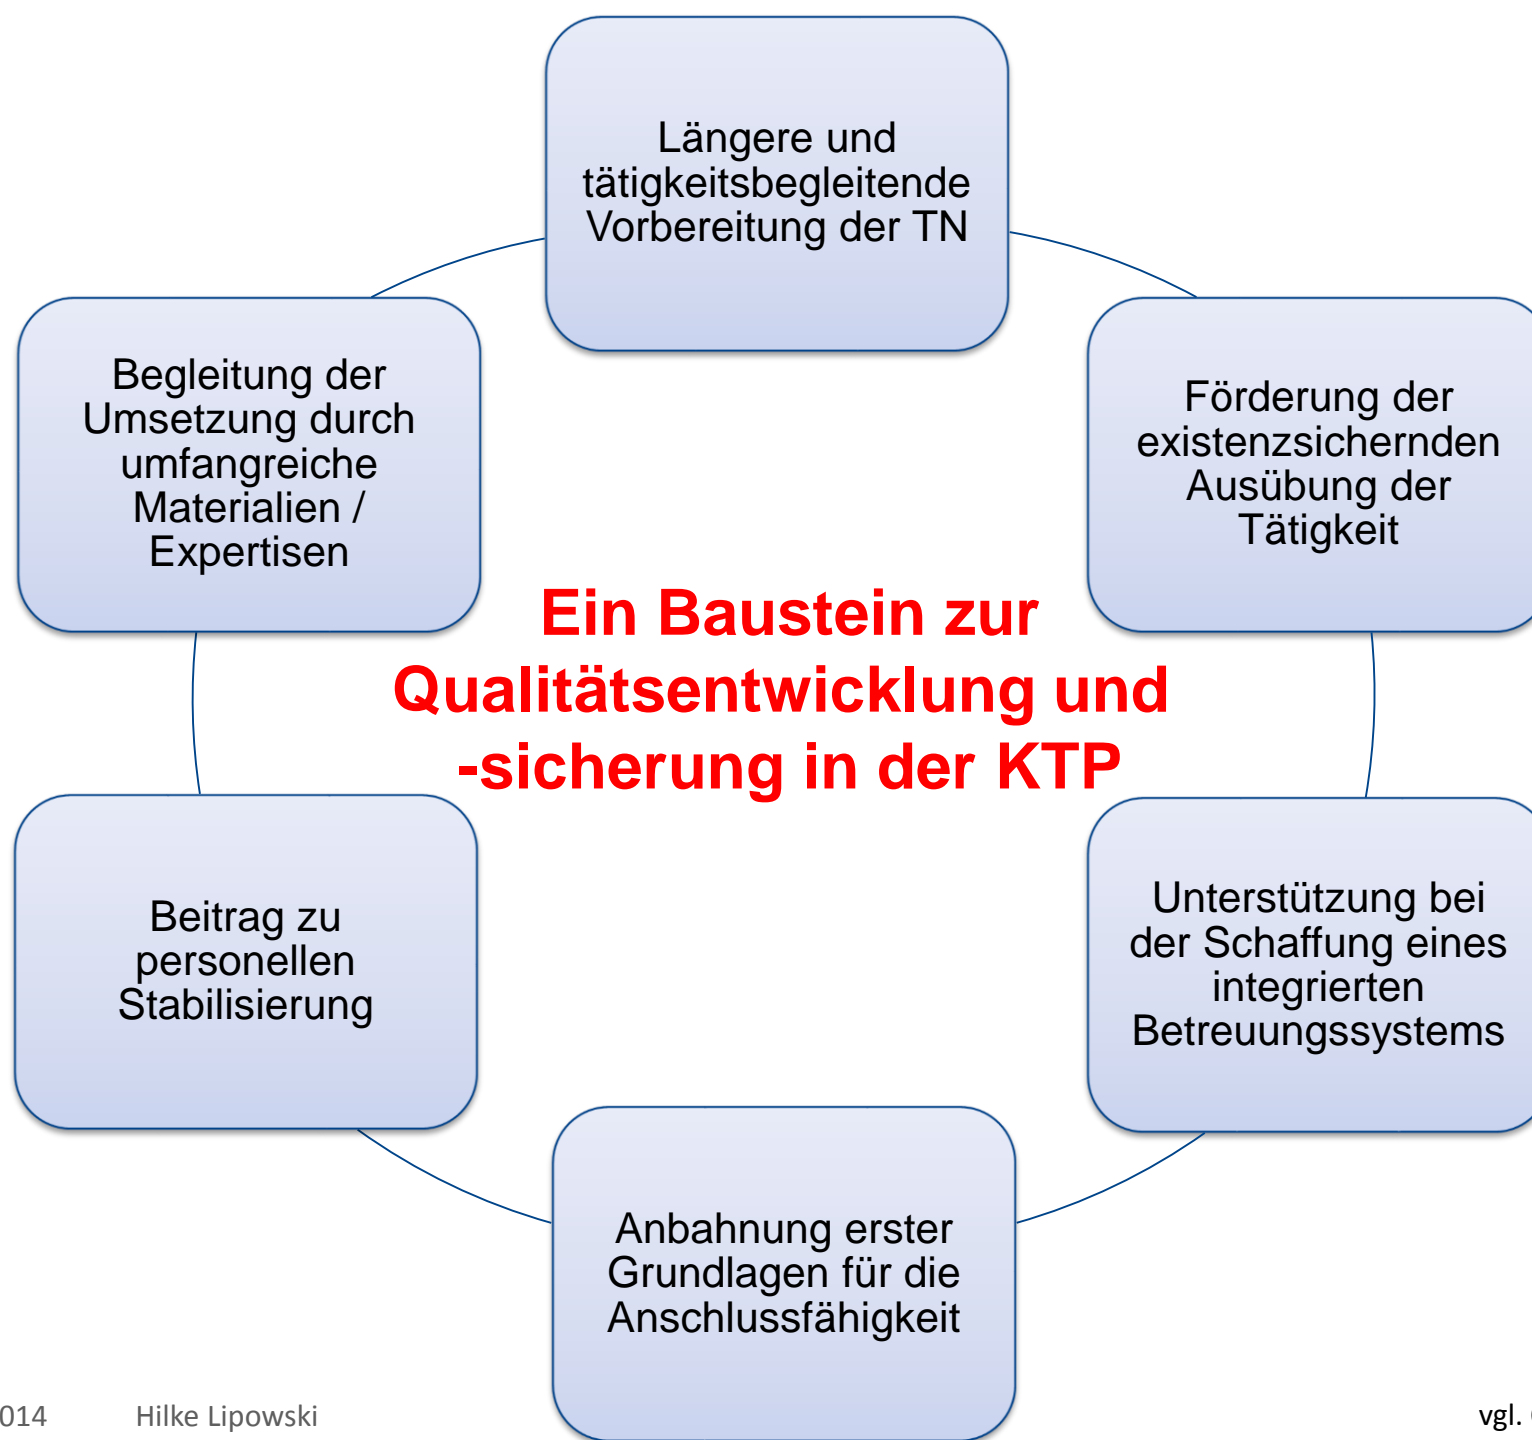 Längere und
tätigkeitsbegleitende
Vorbereitung der TN
Förderung der
existenzsichernden
Ausübung der
Tätigkeit
Unterstützung bei
der Schaffung eines
integrierten
Betreuungssystems
Anbahnung erster
Grundlagen für die
Anschlussfähigkeit
Beitrag zu
personellen
Stabilisierung
Begleitung der
Umsetzung durch
umfangreiche
Materialien /
Expertisen
Ein Baustein zur
Qualitätsentwicklung und
-sicherung in der KTP
014 Hilke Lipowski
vgl.